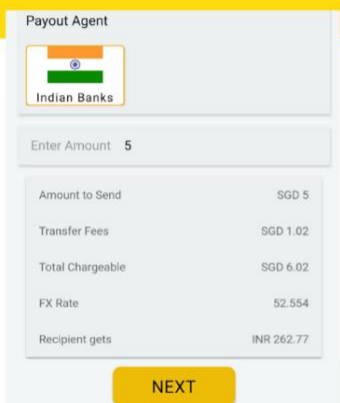 Payout Agent
Indian Banks
Enter Amount 5
Amount to Send SGD 5
Transfer Fees SGD 1.02
Total Chargeable SGD 6.02
FX Rate 52.554
Recipient gets INR 262.77
NEXT